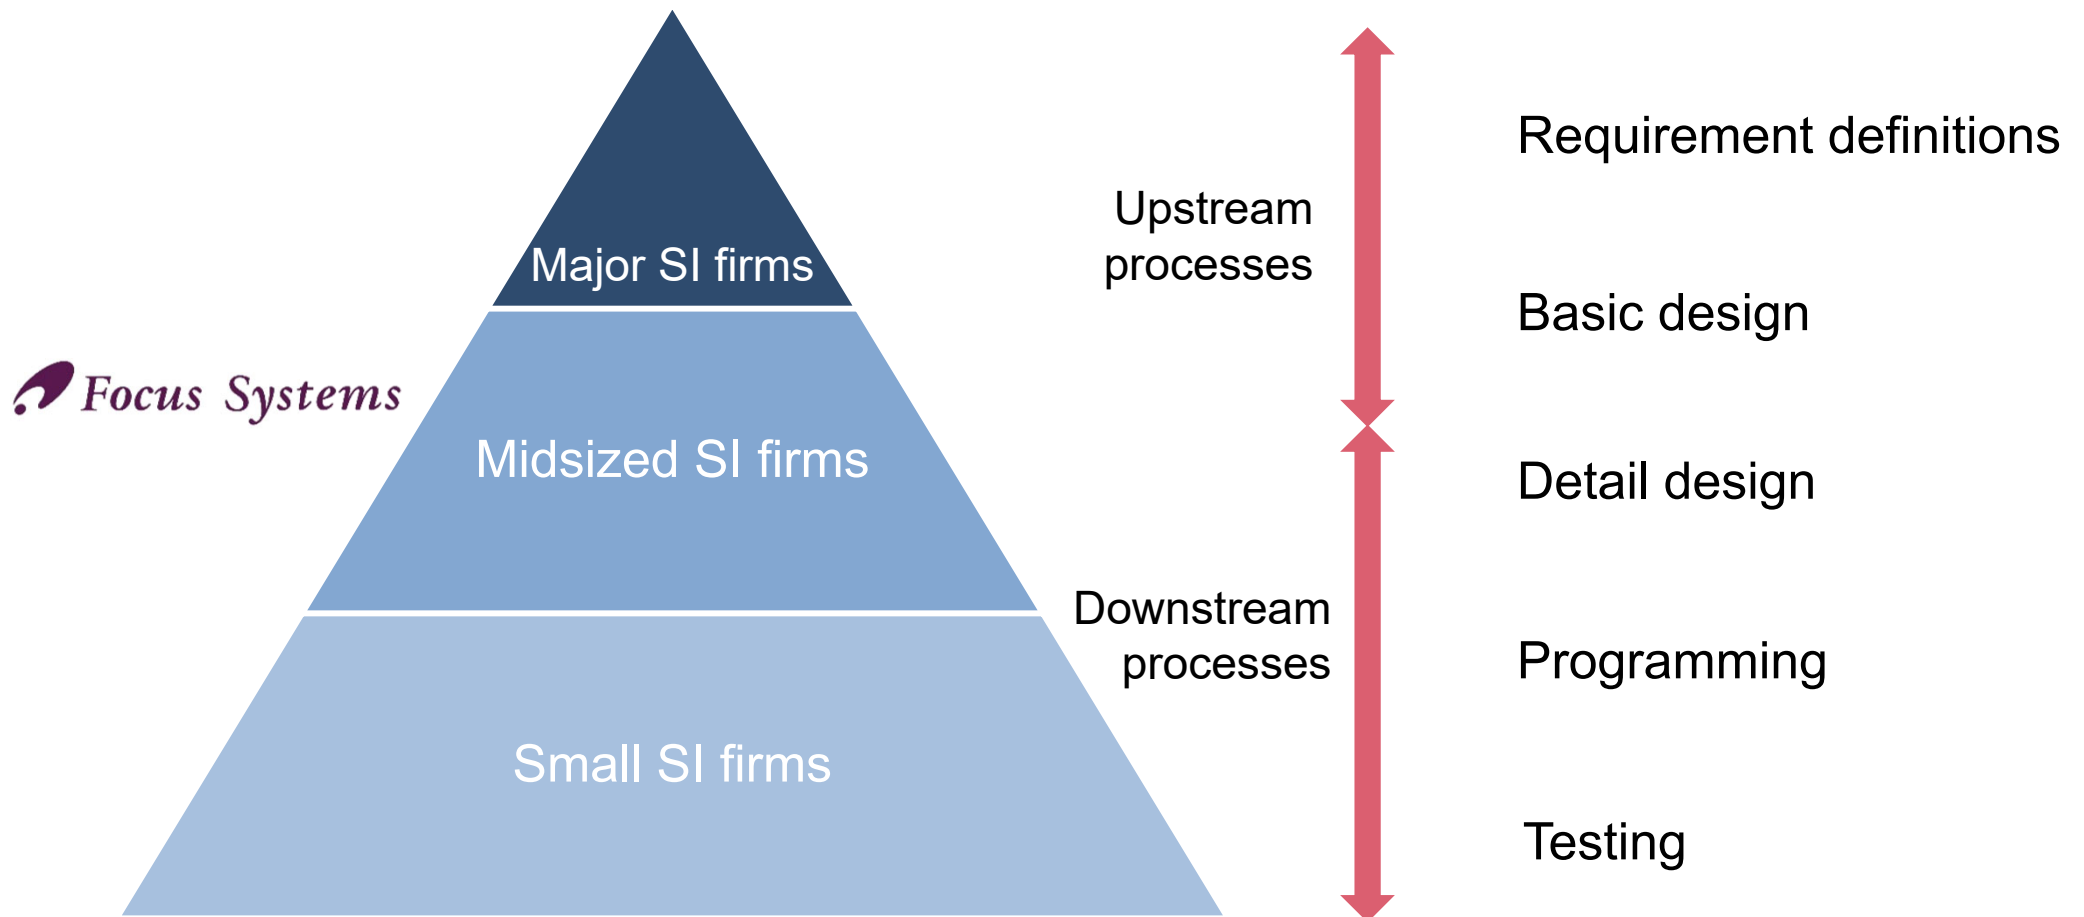 Major SI firms
Focus Systems
Midsized SI firms
Small SI firms
Upstream
processes
Downstream
processes
Requirement definitions
Basic design
Detail design
Programming
Testing